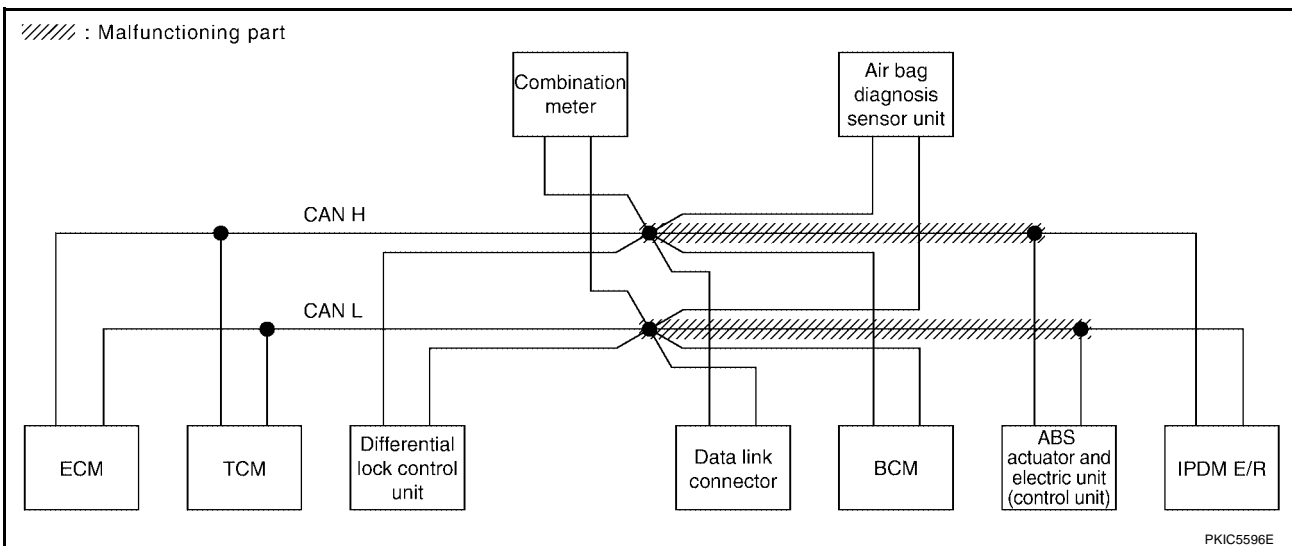 : Malfunctioning part
Combination
meter
Air bag
diagnosis
sensor unit
CAN H
CAN L
ECM
TCM
Differential
lock control
unit
Data link
connector
BCM
ABS
actuator and
electric unit
(control unit)
IPDM E/R
PKIC5596E